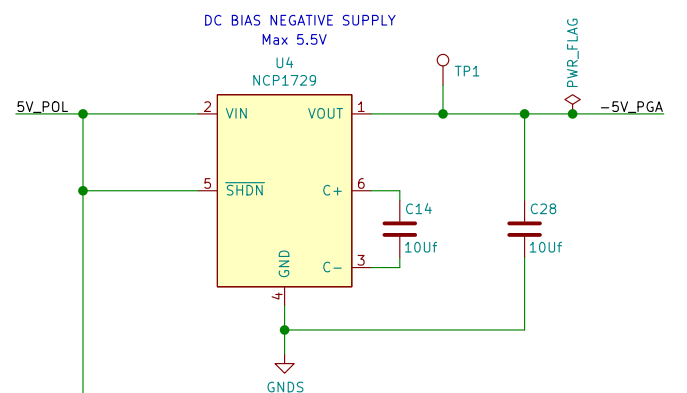 DC BIAS NEGATIVE SUPPLY
Max 5.5V
U4
NCP1729
PWR_FLAG
TP1
5V_POL
2
VIN
VOUT
1
-5V_PGA
5
SHDN
C+
6
C14
10Uf
C28
10Uf
GND
C-
3
4
GNDS